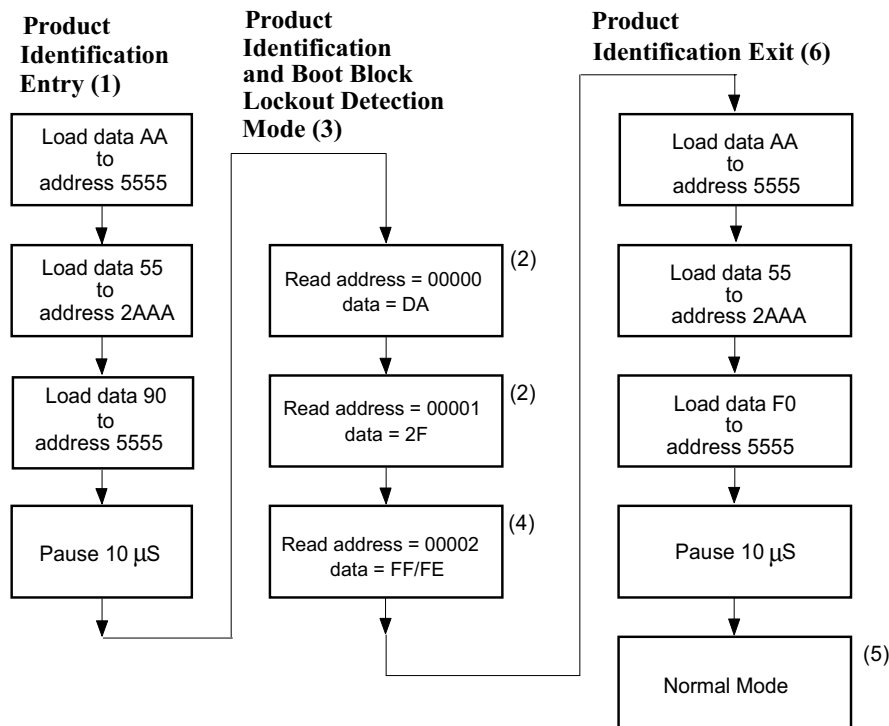 Product
Identification
Entry (1)
Load data AA
to
address 5555
Load data 55
to
address 2AAA
Load data 90
to
address 5555
Pause 10 μS
Product
Identification
and Boot Block
Lockout Detection
Mode (3)
Read address = 00000
data = DA
(2)
Read address = 00001
data = 2F
(2)
Read address = 00002
data = FF/FE
(4)
Product
Identification Exit (6)
Load data AA
to
address 5555
Load data 55
to
address 2AAA
Load data F0
to
address 5555
Pause 10 μS
Normal Mode
(5)